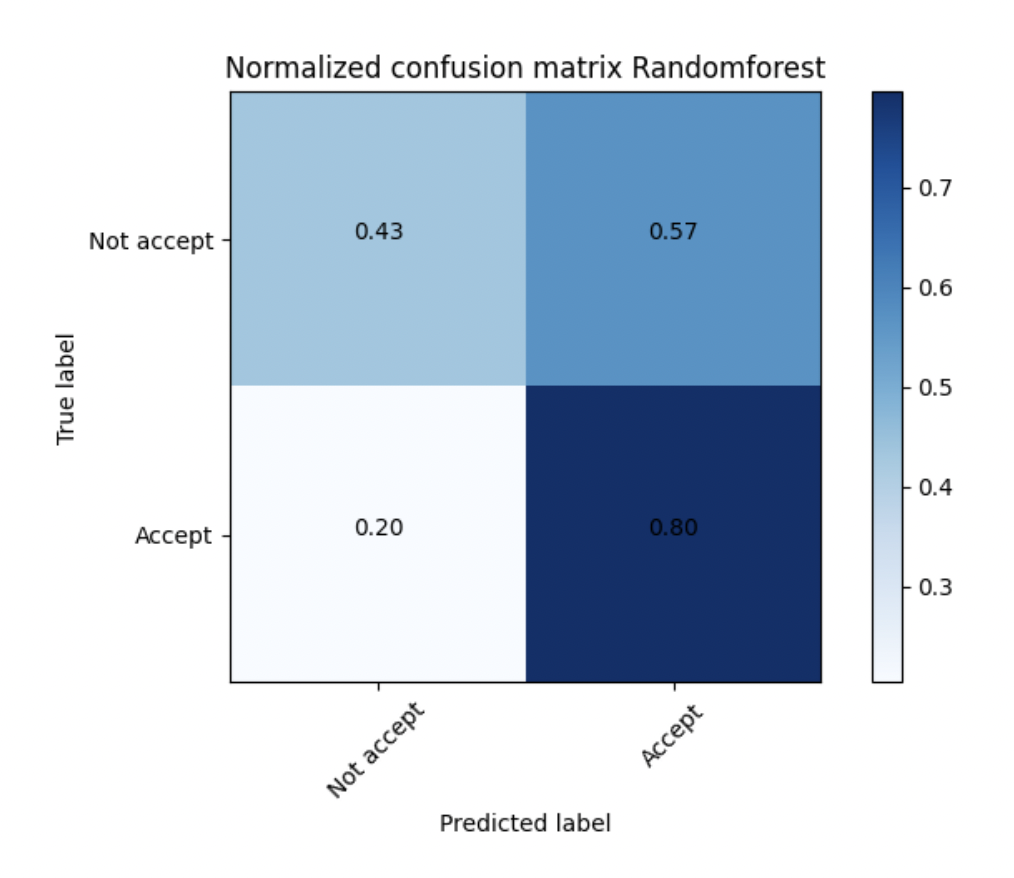 Normalized confusion matrix Randomforest
Not accept
0.43
0.57
Accept
0.20
0.80
True label
Not accept
Accept
Predicted label
0.7
0.6
0.5
0.4
0.3